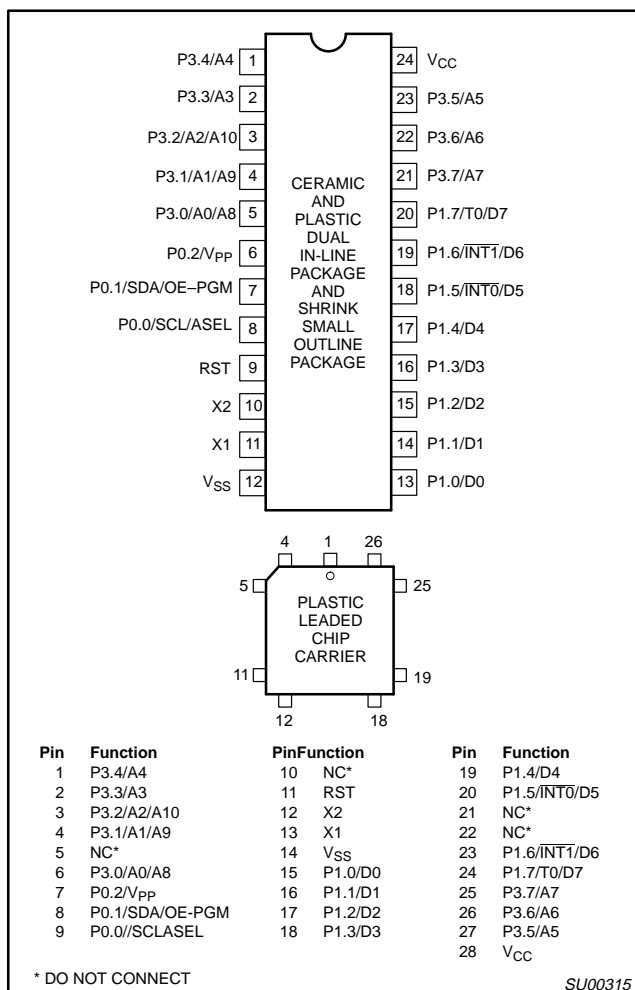 P3.4/A4 1
P3.3/A3 2
P3.2/A2/A10 3
P3.1/A1/A9 4
P3.0/A0/A8 5
P0.2/VPP 6
P0.1/SDA/OE–PGM 7
P0.0/SCL/ASEL 8
RST 9
X2 10
X1 11
VSS 12
CERAMIC
AND
PLASTIC
DUAL
IN-LINE
PACKAGE
AND
SHRINK
SMALL
OUTLINE
PACKAGE
24 VCC
23 P3.5/A5
22 P3.6/A6
21 P3.7/A7
20 P1.7/T0/D7
19 P1.6/INT1/D6
18 P1.5/INT0/D5
17 P1.4/D4
16 P1.3/D3
15 P1.2/D2
14 P1.1/D1
13 P1.0/D0
4 1 26
5 25
PLASTIC
LEADED
CHIP
CARRIER
11 19
12 18
Pin Function
1 P3.4/A4
2 P3.3/A3
3 P3.2/A2/A10
4 P3.1/A1/A9
5 NC*
6 P3.0/A0/A8
7 P0.2/VPP
8 P0.1/SDA/OE-PGM
9 P0.0//SCLASEL
PinFunction
10 NC*
11 RST
12 X2
13 X1
14 VSS
15 P1.0/D0
16 P1.1/D1
17 P1.2/D2
18 P1.3/D3
Pin Function
19 P1.4/D4
20 P1.5/INT0/D5
21 NC*
22 NC*
23 P1.6/INT1/D6
24 P1.7/T0/D7
25 P3.7/A7
26 P3.6/A6
27 P3.5/A5
28 VCC
* DO NOT CONNECT
SU00315